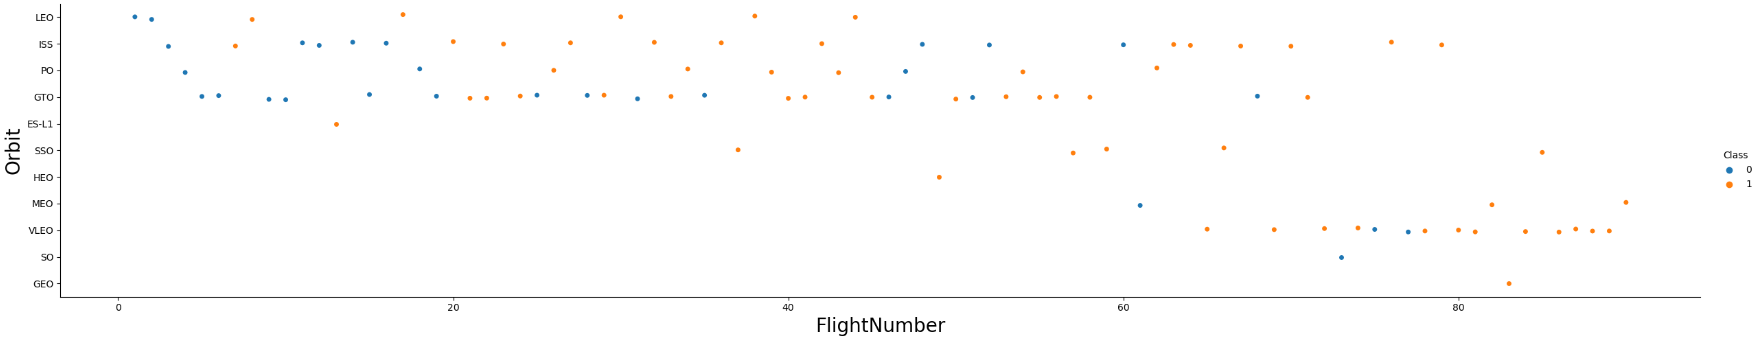 Orbit
LEO
ISS
PO
GTO
ES-L1
SSO
HEO
MEO
VLEO
SO
GEO
0 20 40 60 80
FlightNumber
Class
0
1